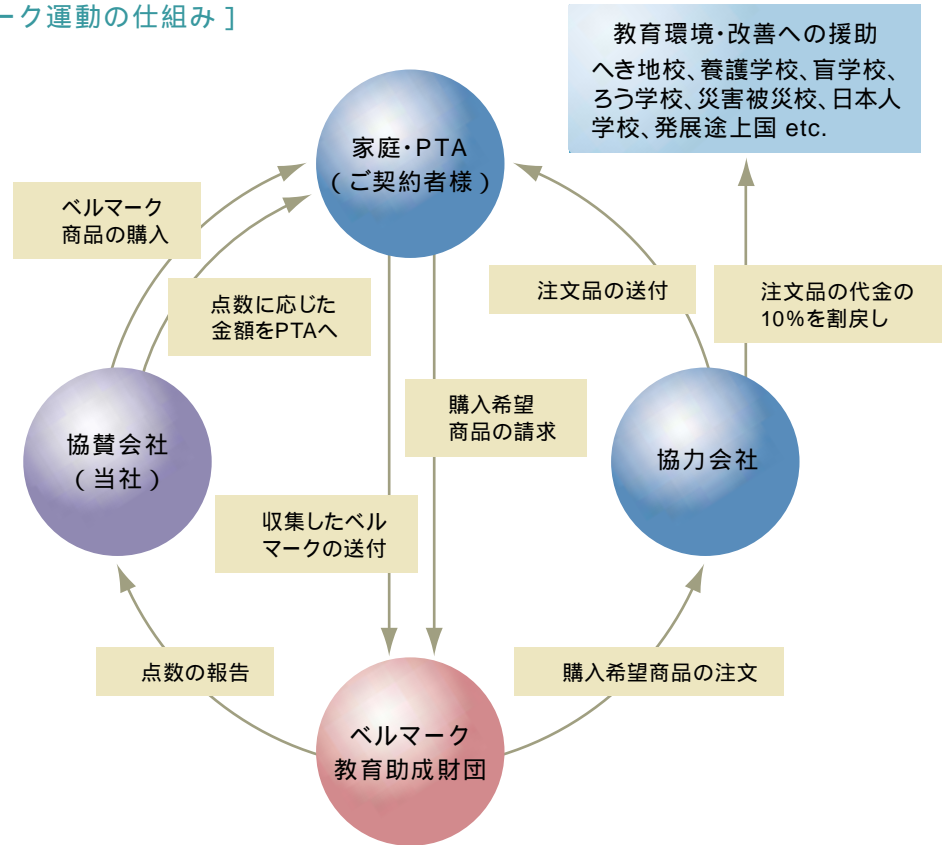 ーク運動の仕組み ]
教育環境・改善への援助
へき地校、養護学校、盲学校、
ろう学校、災害被災校、日本人
学校、発展途上国 etc.
家庭・PTA
( ご契約者様 )
ベルマーク
商品の購入
点数に応じた
金額をPTAへ
注文品の送付
注文品の代金の
10%を割戻し
協賛会社
( 当社 )
購入希望
商品の請求
協力会社
収集したベル
マークの送付
点数の報告
購入希望商品の注文
ベルマーク
教育助成財団